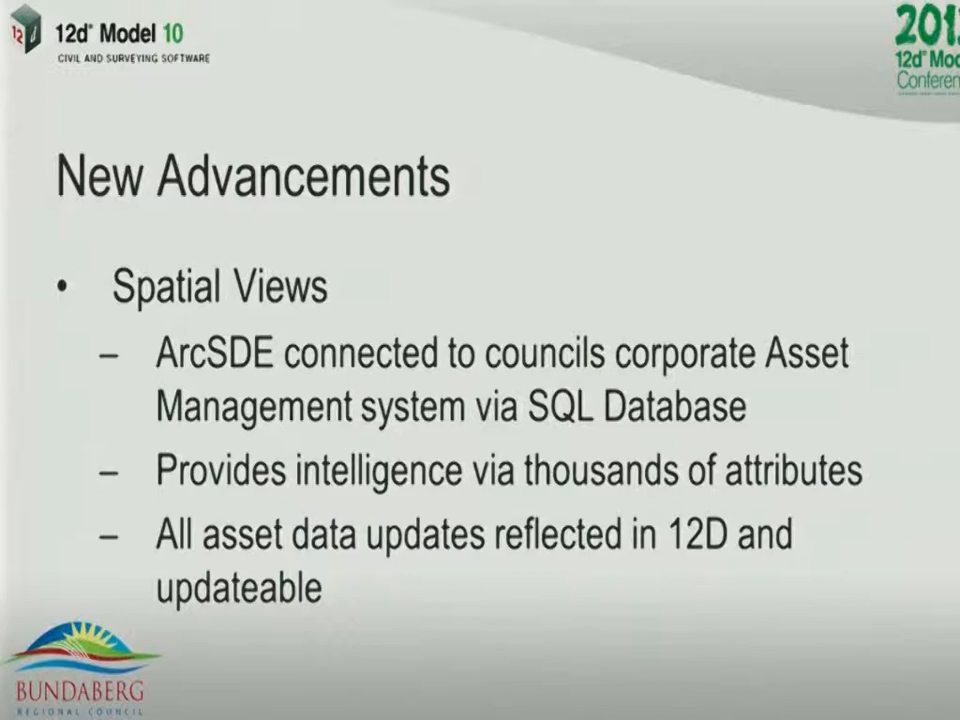 12d® Model 10
CIVIL AND SURVEYING SOFTWARE
12d
New Advancements
• Spatial Views
– ArcSDE connected to councils corporate Asset
Management system via SQL Database
– Provides intelligence via thousands of attributes
– All asset data updates reflected in 12D and
updateable
BUNDABERG
REGIONAL COUNCIL